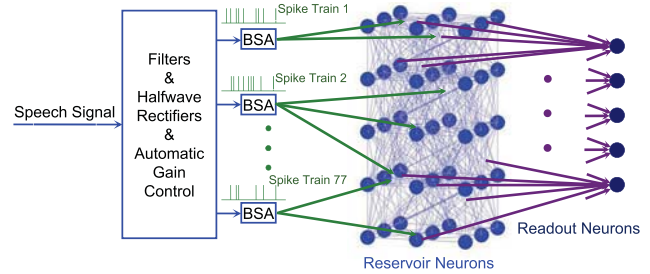 Spike Train 1
BSA
Filters
&
Halfwave
Rectifiers
&
Automatic
Gain
Control
Speech Signal
Spike Train 2
BSA
Spike Train 77
BSA
Readout Neurons
Reservoir Neurons